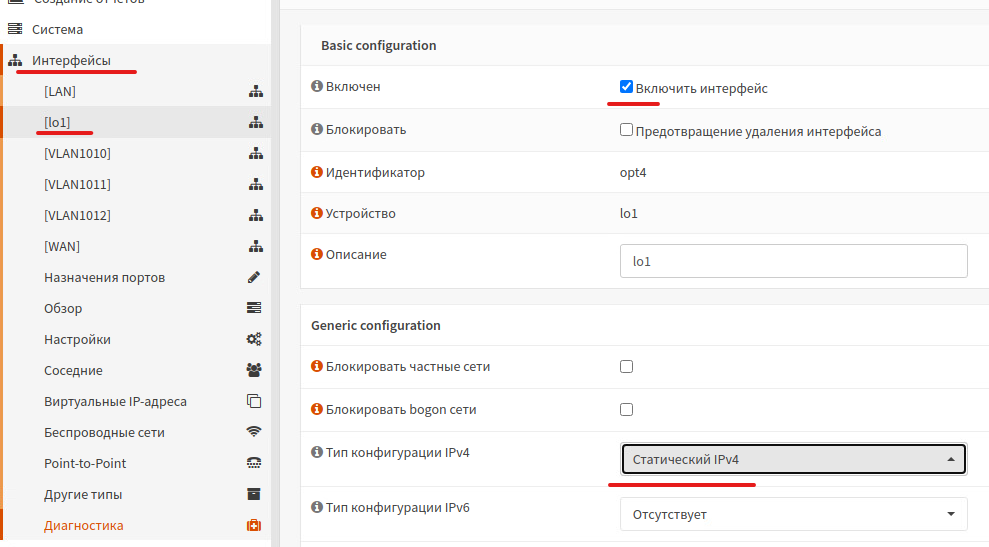 Создание отчетов
Система
Интерфейсы
[LAN]
[lo1]
[VLAN1010]
[VLAN1011]
[VLAN1012]
[WAN]
Назначения портов
Обзор
Настройки
Соседние
Виртуальные IP-адреса
Беспроводные сети
Point-to-Point
Другие типы
Диагностика
Basic configuration
Включен
Включить интерфейс
Блокировать
Предотвращение удаления интерфейса
Идентификатор
opt4
Устройство
lo1
Описание
lo1
Generic configuration
Блокировать частные сети
Блокировать bogon сети
Тип конфигурации IPv4
Статический IPv4
Тип конфигурации IPv6
Отсутствует